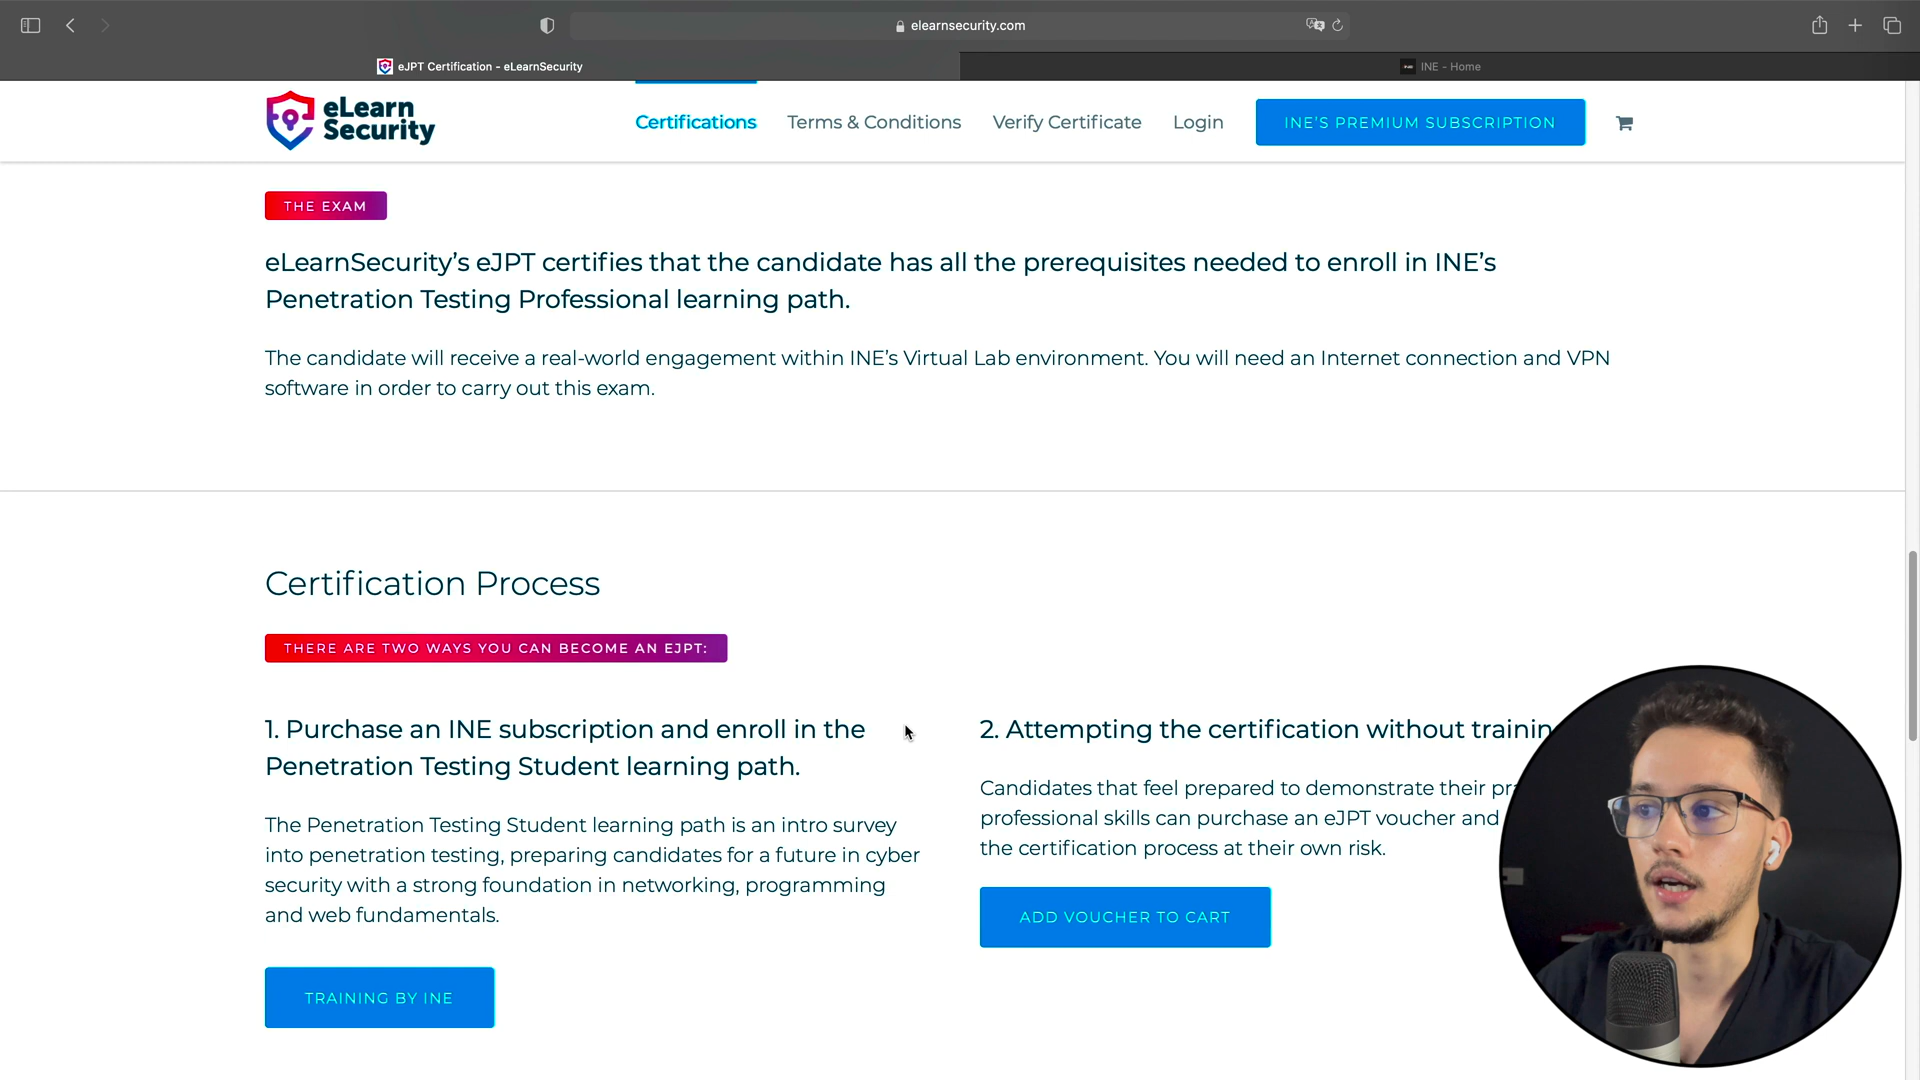 elearnsecurity.com
eJPT Certification - eLearnSecurity
INE - Home
eLearn
Security
Certifications
Terms & Conditions
Verify Certificate
Login
INE'S PREMIUM SUBSCRIPTION
THE EXAM
eLearnSecurity's eJPT certifies that the candidate has all the prerequisites needed to enroll in INE's
Penetration Testing Professional learning path.
The candidate will receive a real-world engagement within INE's Virtual Lab environment. You will need an Internet connection and VPN
software in order to carry out this exam.
Certification Process
THERE ARE TWO WAYS YOU CAN BECOME AN EJPT:
1. Purchase an INE subscription and enroll in the
Penetration Testing Student learning path.
The Penetration Testing Student learning path is an intro survey
into penetration testing, preparing candidates for a future in cyber
security with a strong foundation in networking, programming
and web fundamentals.
TRAINING BY INE
2. Attempting the certification without trainin
Candidates that feel prepared to demonstrate their pr
professional skills can purchase an eJPT voucher and
the certification process at their own risk.
ADD VOUCHER TO CART